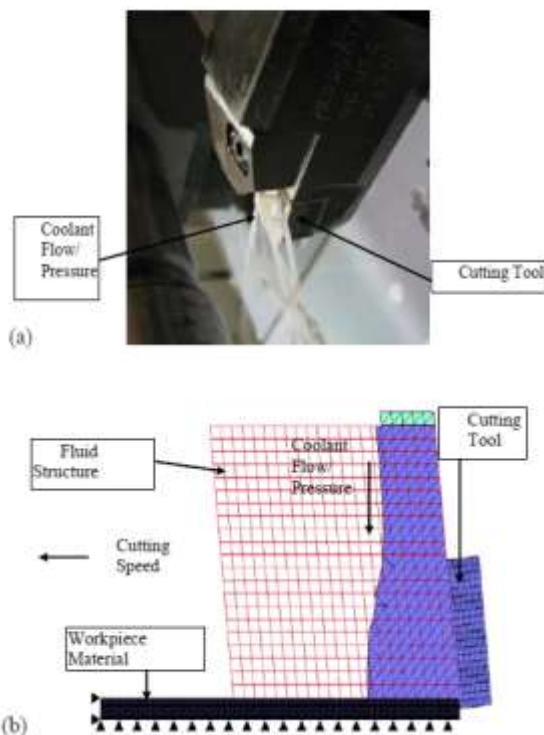 Coolant
Flow/
Pressure
Cutting Tool
(a)
Fluid
Structure
Coolant
Flow/
Pressure
Cutting
Tool
Cutting
Speed
Workpiece
Material
(b)